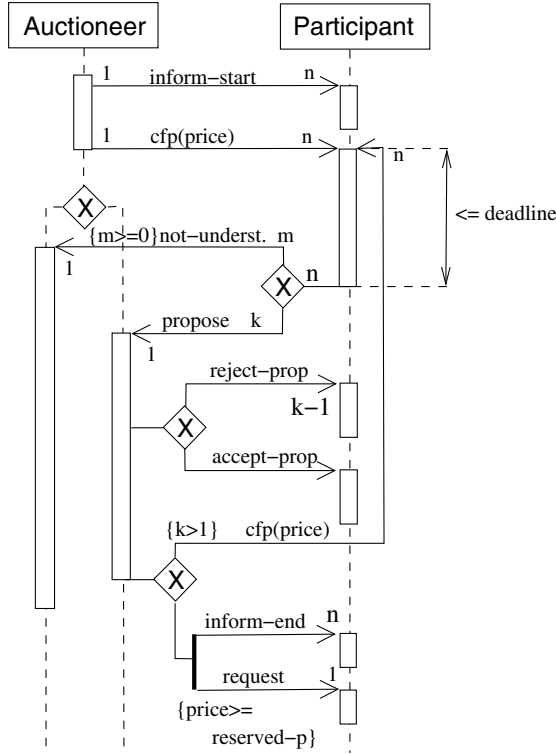 Auctioneer
Participant
1 inform-start n
1 cfp(price) n
n
<= deadline
X
{m>=0}not-underst. m
1
X n
propose k
1
reject-prop
k-1
X
accept-prop
{k>1} cfp(price)
X
inform-end n
request 1
{price>=
reserved-p}